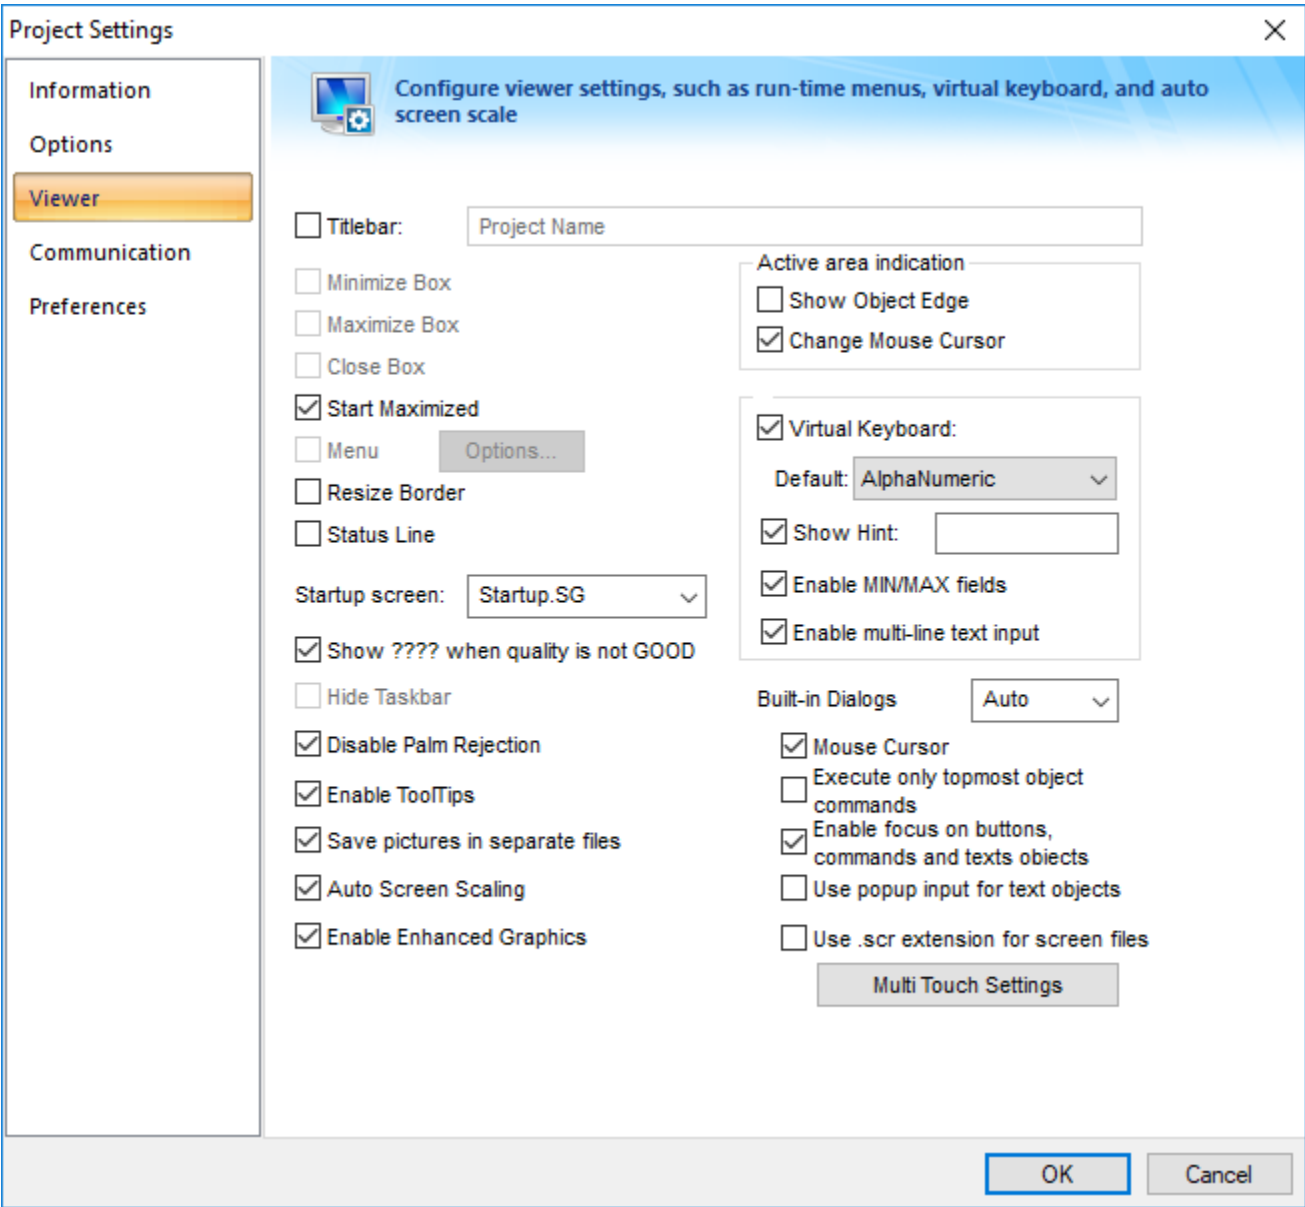 Project Settings
Information
Options
Viewer
Communication
Preferences
Configure viewer settings, such as run-time menus, virtual keyboard, and auto
screen scale
Titlebar:
Project Name
Minimize Box
Maximize Box
Close Box
Start Maximized
Menu
Options...
Resize Border
Status Line
Startup screen:
Startup.SG
Show ???? when quality is not GOOD
Hide Taskbar
Disable Palm Rejection
Enable ToolTips
Save pictures in separate files
Auto Screen Scaling
Enable Enhanced Graphics
Active area indication
Show Object Edge
Change Mouse Cursor
Virtual Keyboard:
Default:
AlphaNumeric
Show Hint:
Enable MIN/MAX fields
Enable multi-line text input
Built-in Dialogs
Auto
Mouse Cursor
Execute only topmost object
commands
Enable focus on buttons,
commands and texts objects
Use popup input for text objects
Use .scr extension for screen files
Multi Touch Settings
OK
Cancel